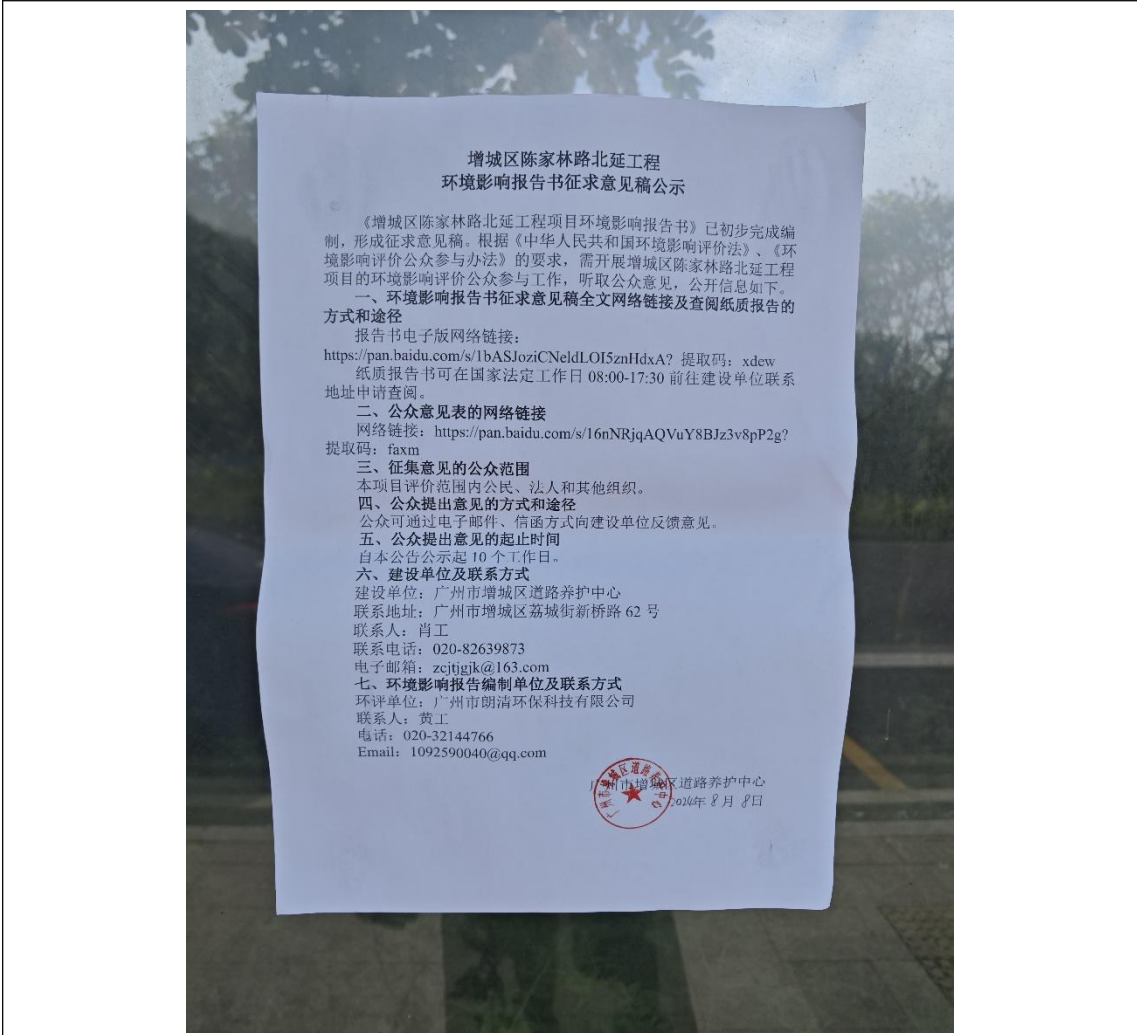 增城区陈家林路北延工程
环境影响报告书征求意见稿公示
《增城区陈家林路北延工程项目环境影响报告书》已初步完成编
制，形成征求意见稿。根据《中华人民共和国环境影响评价法》、《环
境影响评价公众参与办法》的要求，需开展增城区陈家林路北延工程
项目的环境影响评价公众参与工作，听取公众意见，公开信息如下。
一、环境影响报告书征求意见稿全文网络链接及查阅纸质报告的
方式和途径
报告书电子版网络链接：
https://pan.baidu.com/s/1bASJoziCNeldLOI5znHdxA? 提取码：xdew
纸质报告书可在国家法定工作日 08:00-17:30 前往建设单位联系
地址申请查阅。
二、公众意见表的网络链接
网络链接：https://pan.baidu.com/s/16nNRjqAQVuY8BJz3v8pP2g?
提取码：faxm
三、征集意见的公众范围
本项目评价范围内公民、法人和其他组织。
四、公众提出意见的方式和途径
公众可通过电子邮件、信函方式向建设单位反馈意见。
五、公众提出意见的起止时间
自本公告公示起 10 个工作日。
六、建设单位及联系方式
建设单位：广州市增城区道路养护中心
联系地址：广州市增城区荔城街新桥路 62 号
联系人：肖工
联系电话：020-82639873
电子邮箱：zcjtjgjk@163.com
七、环境影响报告编制单位及联系方式
环评单位：广州市朗清环保科技有限公司
联系人：黄工
电话：020-32144766
Email：1092590040@qq.com
广州市增城区道路养护中心
2024年 8 月 8日
广州市增城区道路养护中心